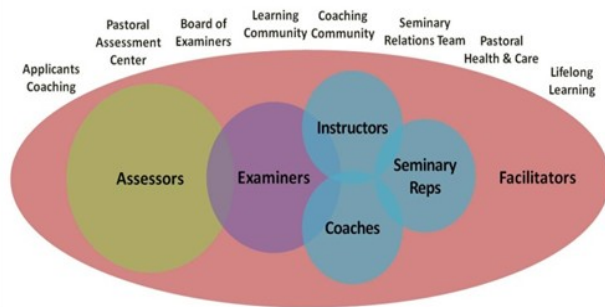 Applicants
Coaching
Pastoral
Assessment
Center
Board of
Examiners
Learning
Community
Coaching
Community
Seminary
Relations Team
Pastoral
Health & Care
Lifelong
Learning
Assessors
Examiners
Instructors
Coaches
Seminary
Reps
Facilitators